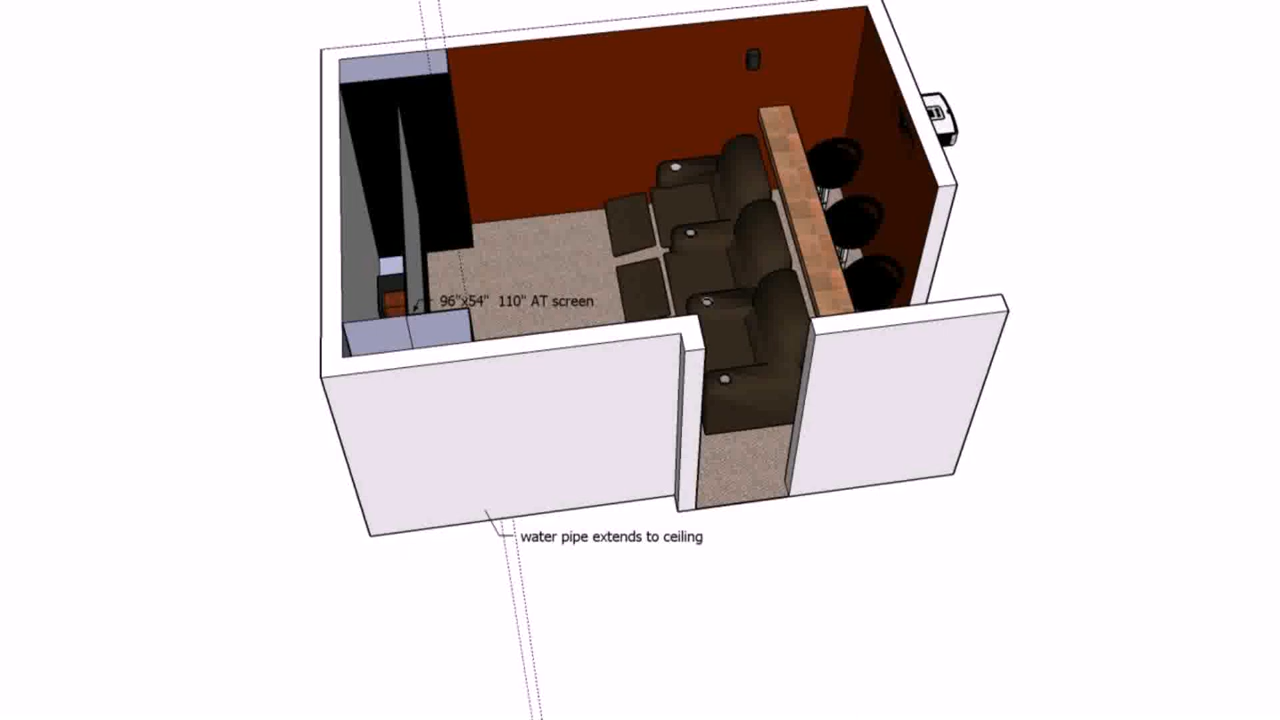 96"x54"  110" AT screen
water pipe extends to ceiling